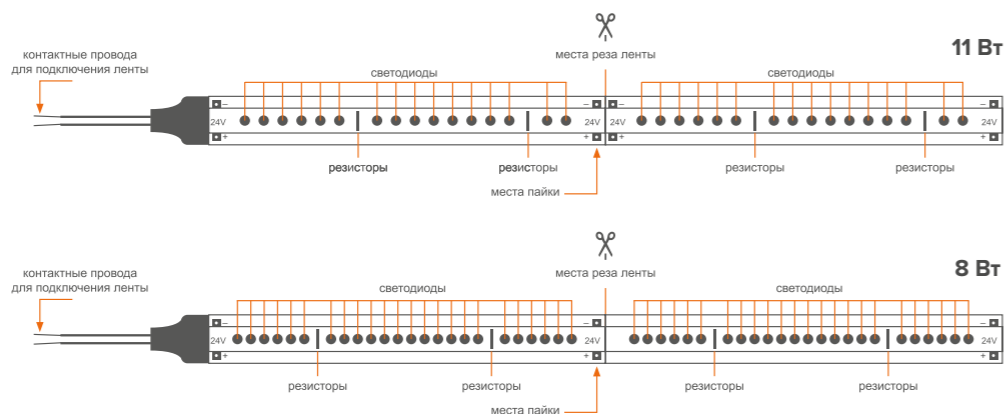 11 Вт
места реза ленты
контактные провода
для подключения ленты
светодиоды
светодиоды
– – –
24V 24V 24V 24V
+ + +
резисторы резисторы резисторы резисторы
места пайки
8 Вт
места реза ленты
контактные провода
для подключения ленты
светодиоды
светодиоды
– – –
24V 24V 24V
+ + +
резисторы резисторы резисторы резисторы
места пайки